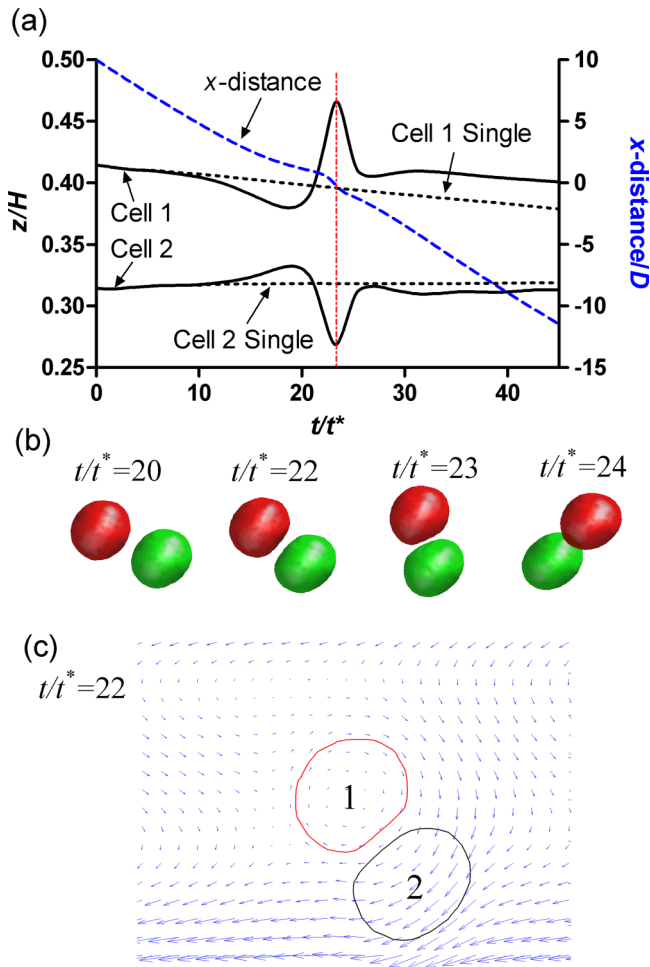 (a)
0.50
0.45
0.40
0.35
0.30
0.25
z/H
10
5
0
-5
-10
-15
x-distance/D
x-distance
Cell 1 Single
Cell 1
Cell 2
Cell 2 Single
0 10 20 30 40
t/t*
(b)
t/t*=20 t/t*=22 t/t*=23 t/t*=24
(c)
t/t*=22
1
2